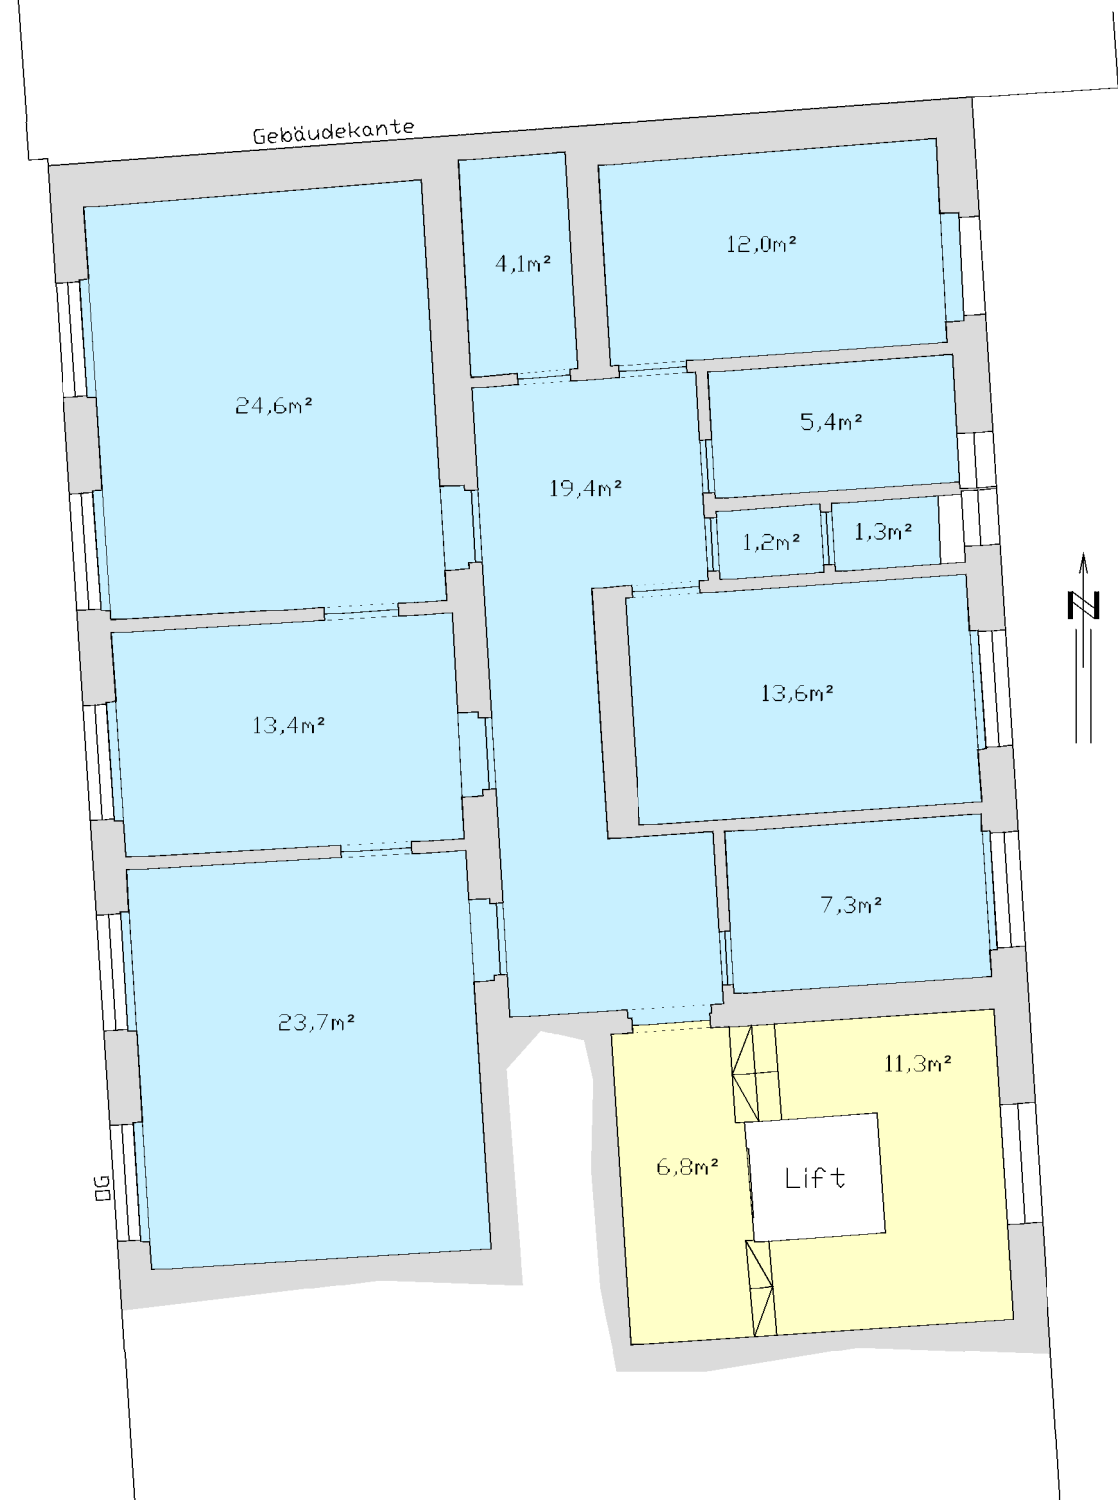 Gebäudekante
4,1m²
12,0m²
24,6m²
5,4m²
19,4m²
1,2m²
1,3m²
N
13,6m²
13,4m²
7,3m²
23,7m²
11,3m²
6,8m²
Lift
OG